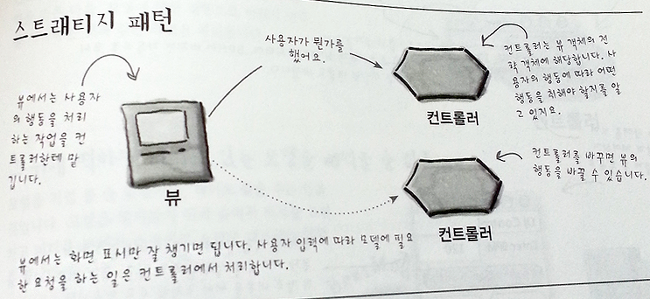 스트래티지 패턴
뷰에서는 사용자
의 행동을 처리
하는 작업을 컨
트롤러한테 맡
깁니다.
뷰
사용자가 뭔가를
했어요.
컨트롤러
컨트롤러는 뷰 객체의 전
략 객체에 해당합니다. 사
용자의 행동에 따라 어떤
행동을 취해야 할지를 알
고 있지요.
컨트롤러
컨트롤러를 바꾸면 뷰의
행동을 바꿀 수 있습니다.
뷰에서는 화면 표시만 잘 챙기면 됩니다. 사용자 입력에 따라 모델에 필요
한 요청을 하는 일은 컨트롤러에서 처리합니다.